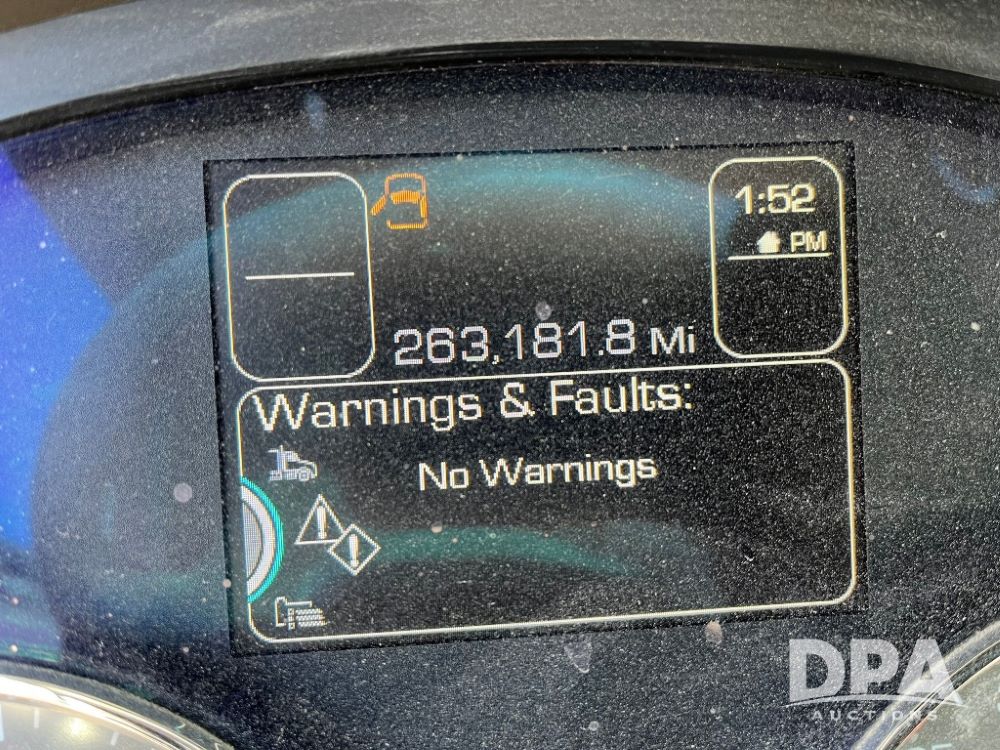 1:52
PM
263,181.8 Mi
Warnings & Faults:
No Warnings
DPA
AUCTIONS